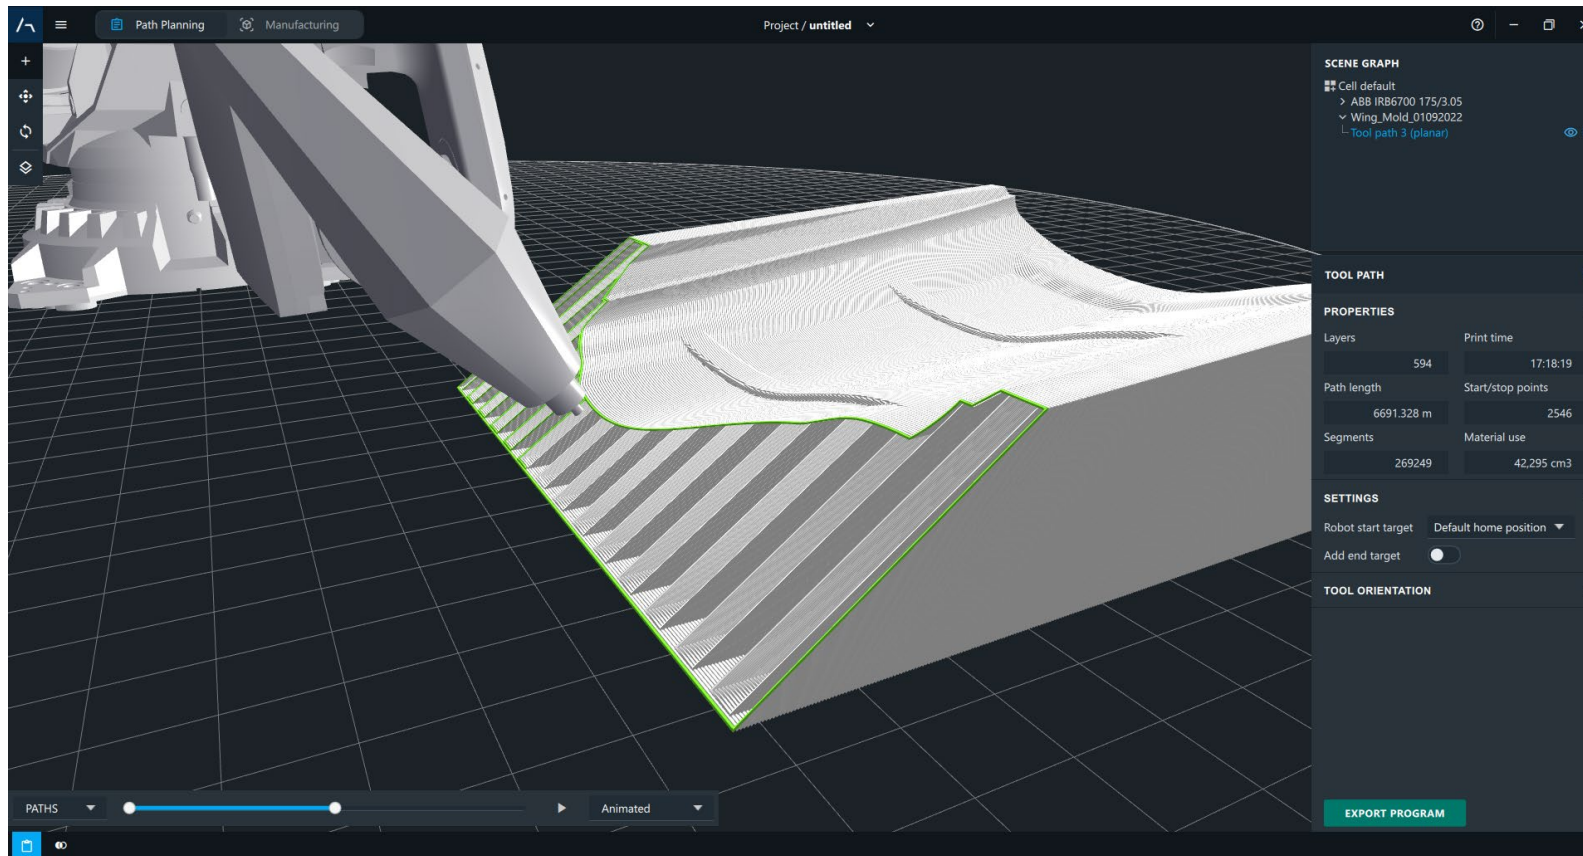 Path Planning
Manufacturing
Project / untitled
SCENE GRAPH
Cell default
ABB IRB6700 175/3.05
Wing_Mold_01092022
Tool path 3 (planar)
TOOL PATH
PROPERTIES
Layers Print time
594 17:18:19
Path length Start/stop points
6691.328 m 2546
Segments Material use
269249 42,295 cm3
SETTINGS
Robot start target Default home position
Add end target
TOOL ORIENTATION
PATHS
Animated
EXPORT PROGRAM